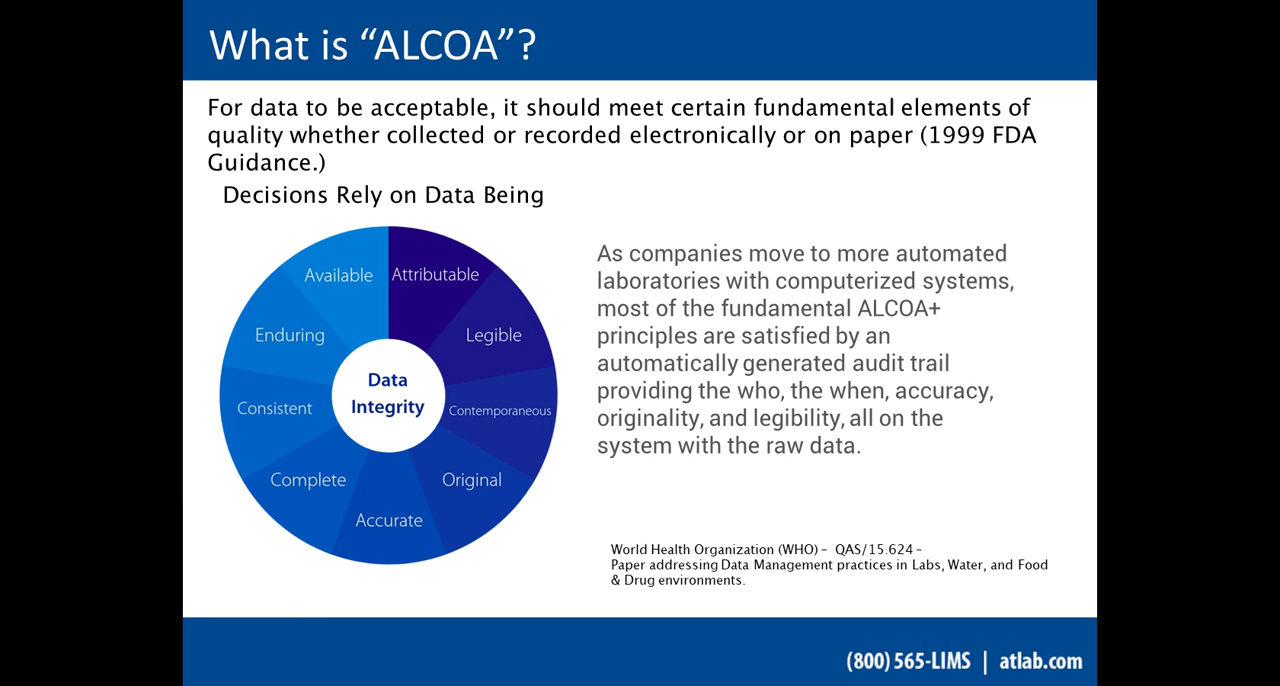 What is “ALCOA”?
For data to be acceptable, it should meet certain fundamental elements of
quality whether collected or recorded electronically or on paper (1999 FDA
Guidance.)
Decisions Rely on Data Being
Available
Attributable
Enduring
Legible
Data
Integrity
Consistent
Contemporaneous
Complete
Original
Accurate
As companies move to more automated
laboratories with computerized systems,
most of the fundamental ALCOA+
principles are satisfied by an
automatically generated audit trail
providing the who, the when, accuracy,
originality, and legibility, all on the
system with the raw data.
World Health Organization (WHO) – QAS/15.624 –
Paper addressing Data Management practices in Labs, Water, and Food
& Drug environments.
(800) 565-LIMS | atlab.com